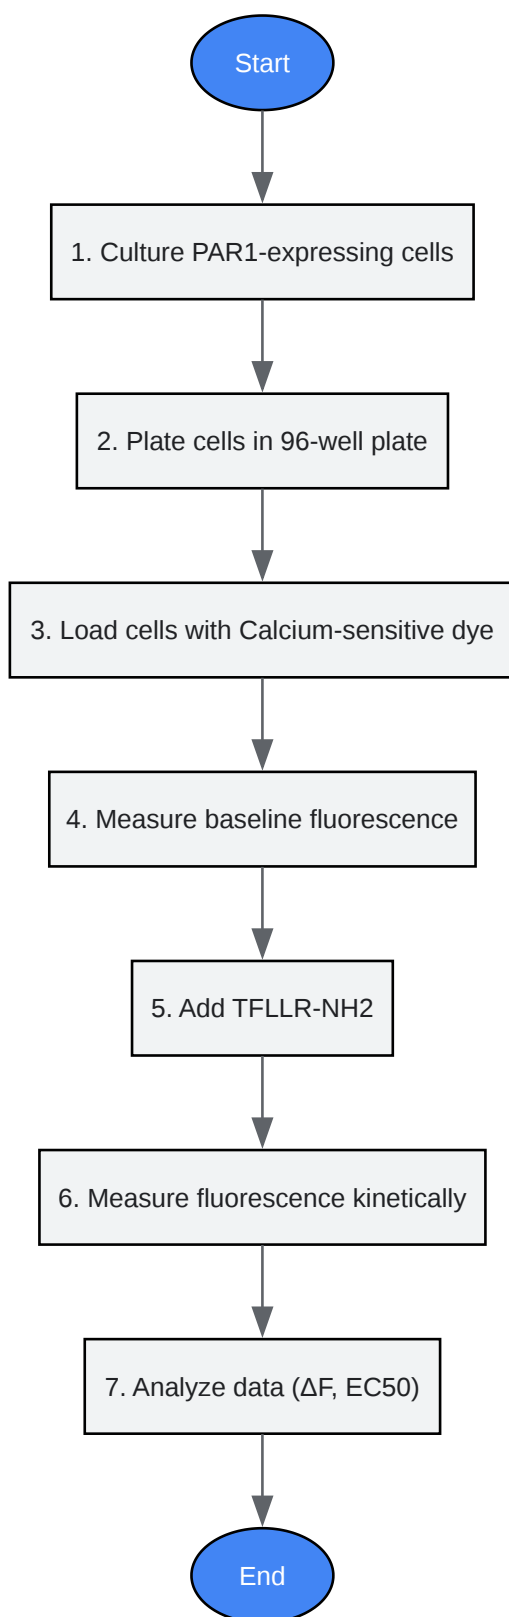 Start
1. Culture PAR1-expressing cells
2. Plate cells in 96-well plate
3. Load cells with Calcium-sensitive dye
4. Measure baseline fluorescence
5. Add TFLLR-NH2
6. Measure fluorescence kinetically
7. Analyze data (ΔF, EC50)
End